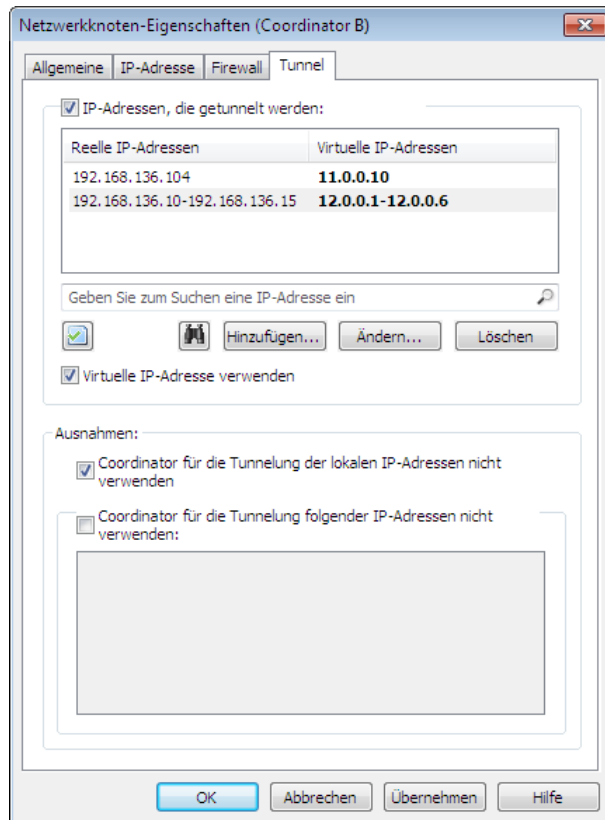 Netzwerkknoten-Eigenschaften (Coordinator B)
Allgemeine IP-Adresse Firewall Tunnel
IP-Adressen, die getunnelt werden:
Reelle IP-Adressen Virtuelle IP-Adressen
192.168.136.104 11.0.0.10
192.168.136.10-192.168.136.15 12.0.0.1-12.0.0.6
Geben Sie zum Suchen eine IP-Adresse ein
Hinzufügen... Ändern... Löschen
Virtuelle IP-Adresse verwenden
Ausnahmen:
Coordinator für die Tunnelung der lokalen IP-Adressen nicht
verwenden
Coordinator für die Tunnelung folgender IP-Adressen nicht
verwenden:
OK Abbrechen Übernehmen Hilfe